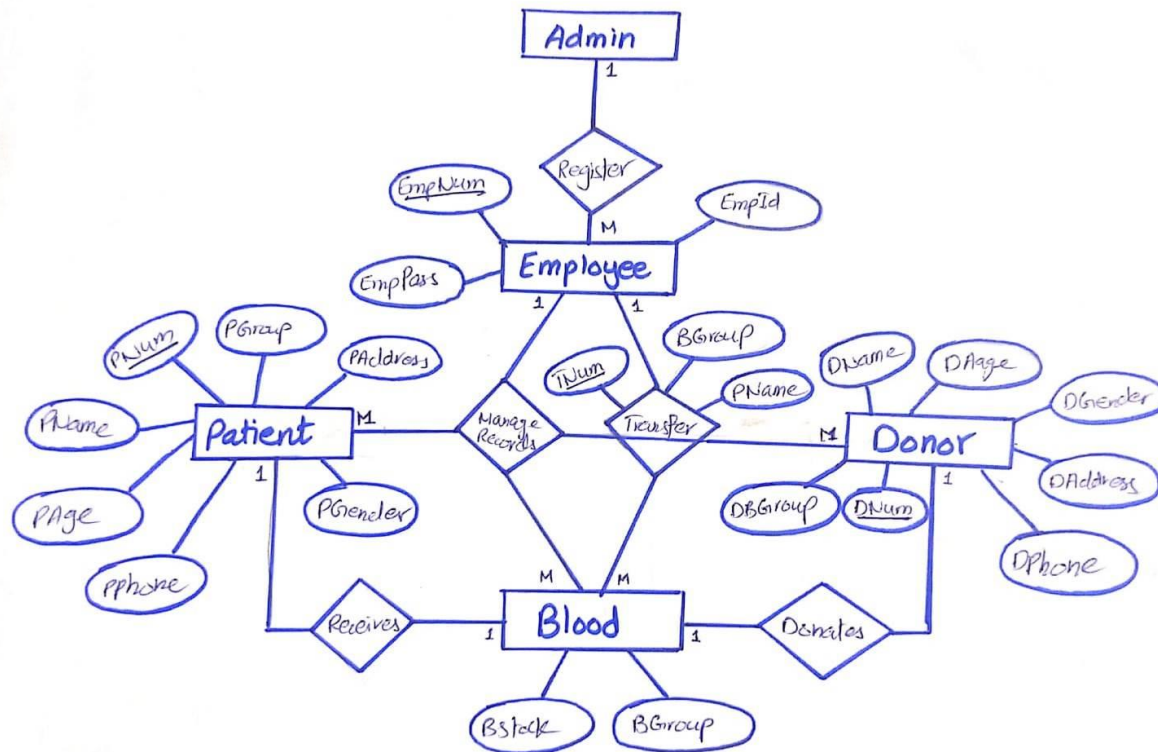 Admin
1
Register
EmpNum
EmpId
M
Employee
EmpPass
1
1
PNum
PGroup
PAddress
TNum
BGroup
PName
DName
DAage
DGender
PName
Patient
M
Manage
Records
Transfer
M
Donor
1
1
PAge
PGender
DBGroup
DNum
DAddress
PPhone
DPhone
M
M
Receives
1
Blood
1
Donates
BStock
BGroup